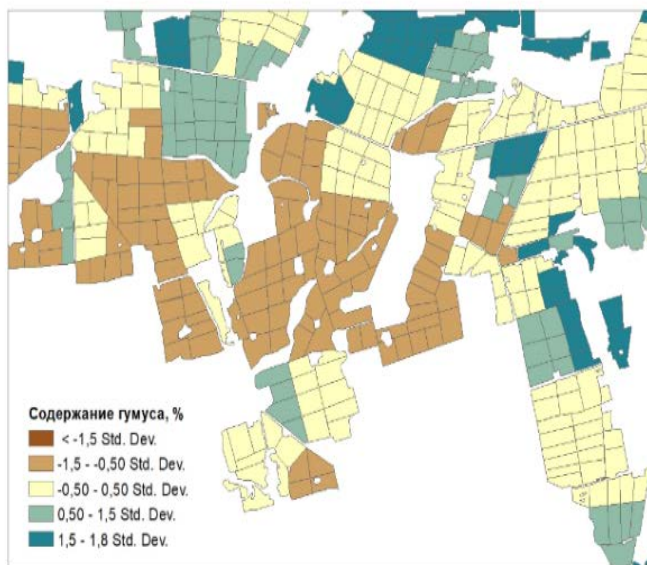 Содержание гумуса, %
< -1,5 Std. Dev.
-1,5 - -0,50 Std. Dev.
-0,50 - 0,50 Std. Dev.
0,50 - 1,5 Std. Dev.
1,5 - 1,8 Std. Dev.